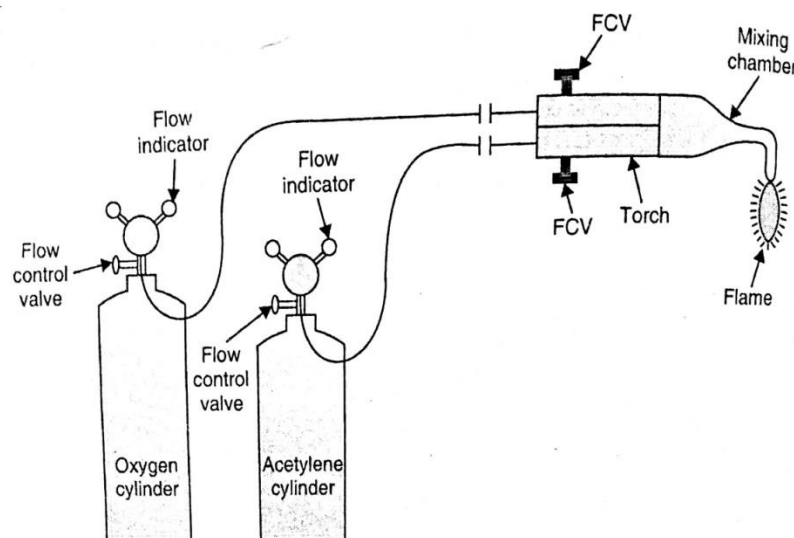 FCV
Mixing
chamber
Flow
indicator
Flow
indicator
Flow
control
valve
FCV
Torch
Flame
Flow
control
valve
Oxygen
cylinder
Acetylene
cylinder